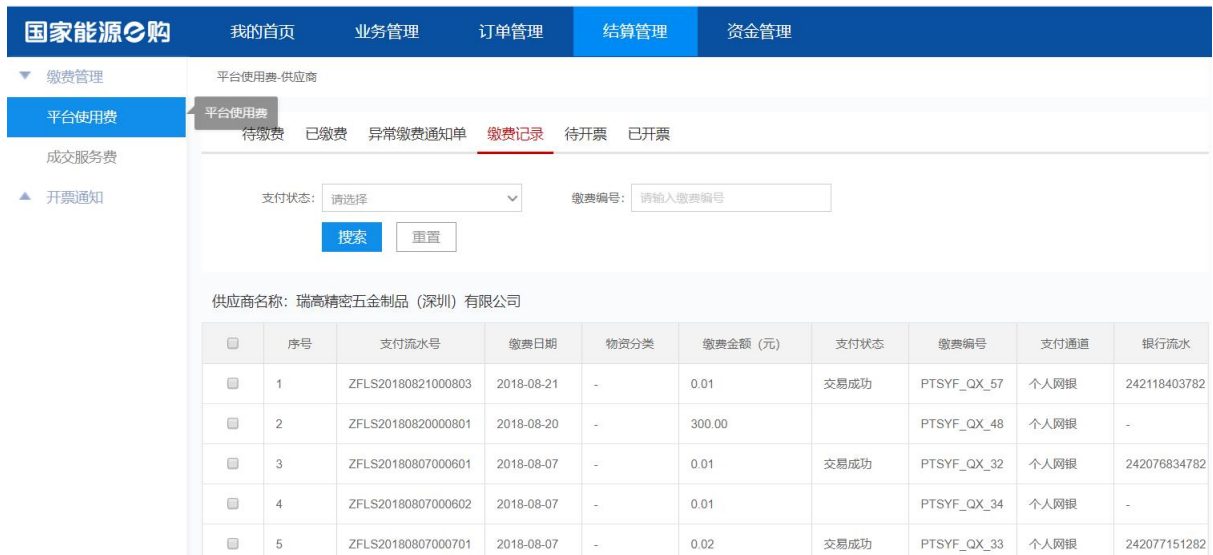 国家能源e购 我的首页 业务管理 订单管理 结算管理 资金管理
缴费管理 平台使用费-供应商
平台使用费 平台使用费
待缴费 已缴费 异常缴费通知单 缴费记录 待开票 已开票
成交服务费
开票通知 支付状态： 请选择 缴费编号： 请输入缴费编号
搜索 重置
供应商名称：瑞高精密五金制品（深圳）有限公司
序号 支付流水号 缴费日期 物资分类 缴费金额（元） 支付状态 缴费编号 支付通道 银行流水
1 ZFLS20180821000803 2018-08-21 - 0.01 交易成功 PTSYF_QX_57 个人网银 242118403782
2 ZFLS20180820000801 2018-08-20 - 300.00 PTSYF_QX_48 个人网银 -
3 ZFLS20180807000601 2018-08-07 - 0.01 交易成功 PTSYF_QX_32 个人网银 242076834782
4 ZFLS20180807000602 2018-08-07 - 0.01 PTSYF_QX_34 个人网银 -
5 ZFLS20180807000701 2018-08-07 - 0.02 交易成功 PTSYF_QX_33 个人网银 242077151282